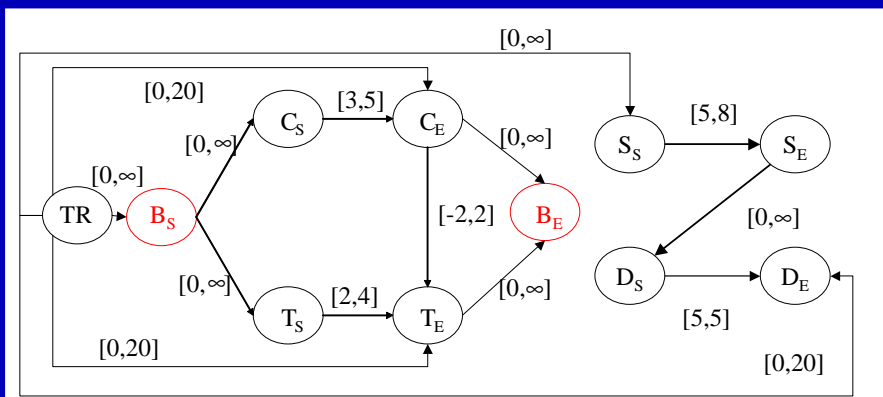 [0,∞]
[0,20]
[3,5]
[5,8]
C_S
C_E
[0,∞]
[0,∞]
S_S
S_E
[0,∞]
TR
B_S
[-2,2]
B_E
[0,∞]
[0,∞]
[0,∞]
D_S
D_E
[2,4]
T_S
T_E
[5,5]
[0,20]
[0,20]